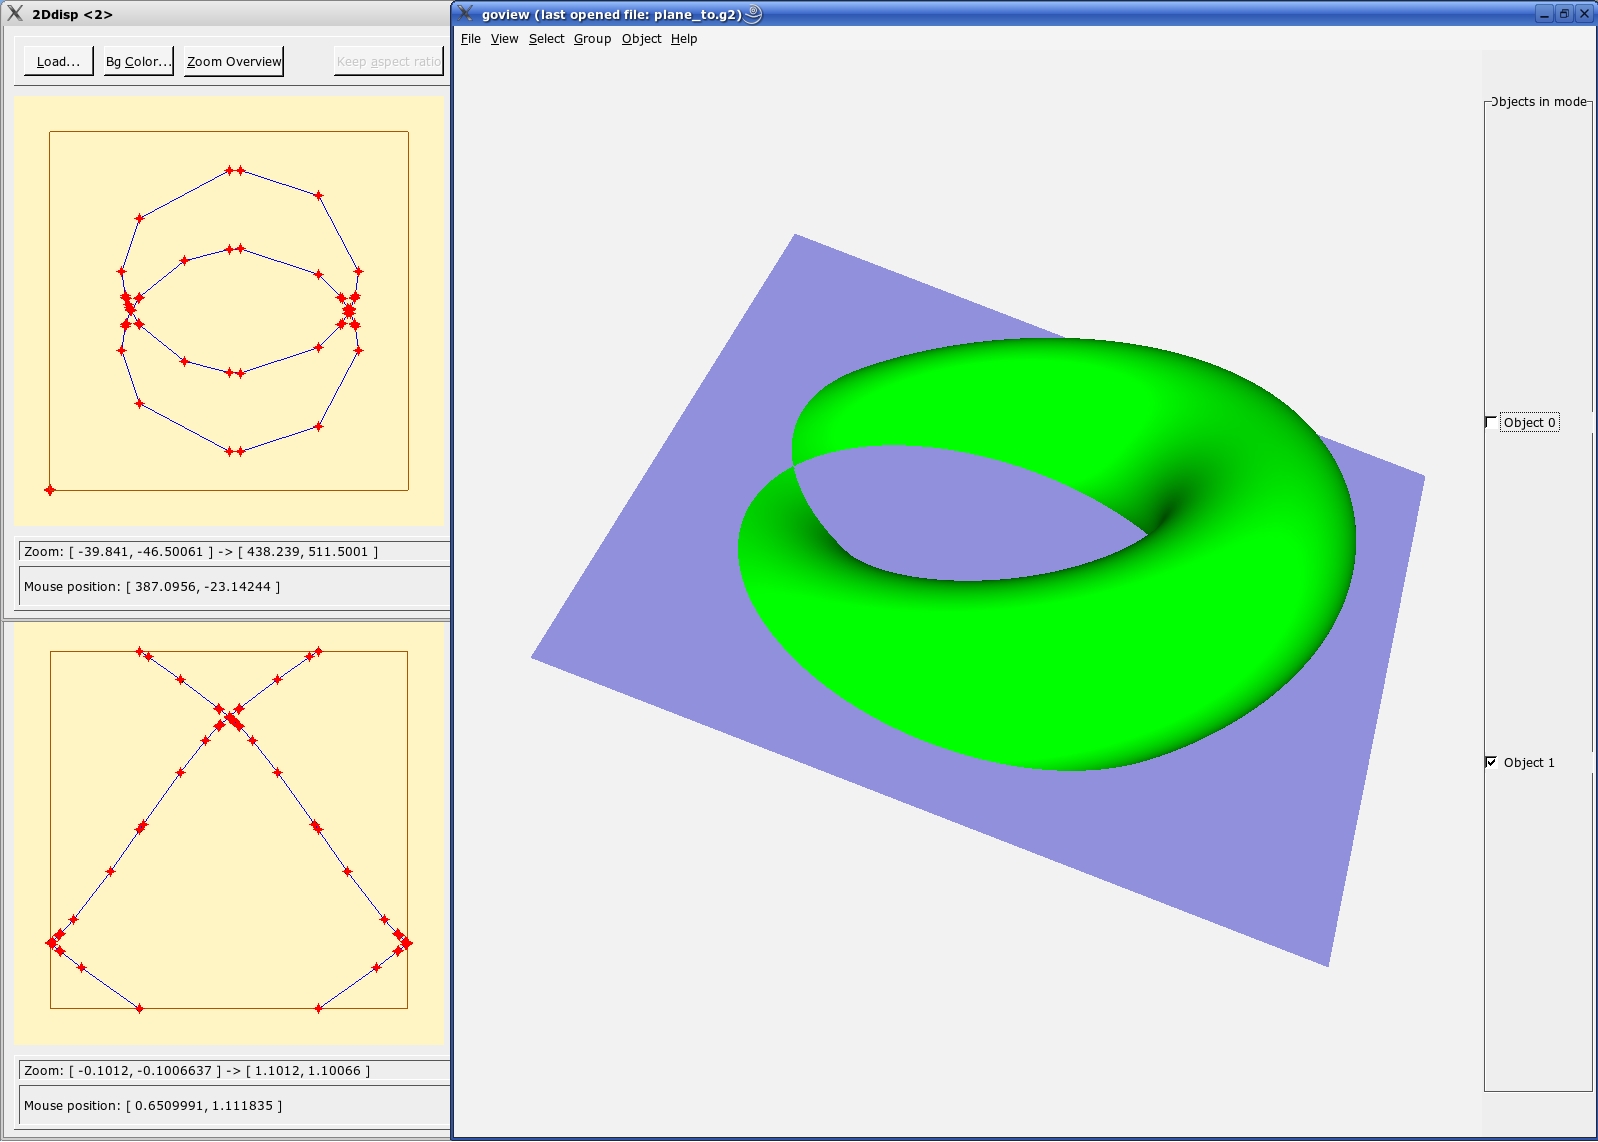 2Ddisp <2>
Load...
Bg Color...
Zoom Overview
Keep aspect ratio
Zoom: [ -39.841, -46.50061 ] -> [ 438.239, 511.5001 ]
Mouse position: [ 387.0956, -23.14244 ]
Zoom: [ -0.1012, -0.1006637 ] -> [ 1.1012, 1.10066 ]
Mouse position: [ 0.6509991, 1.111835 ]
goview (last opened file: plane_to.g2)
File View Select Group Object Help
Objects in mode
Object 0
Object 1